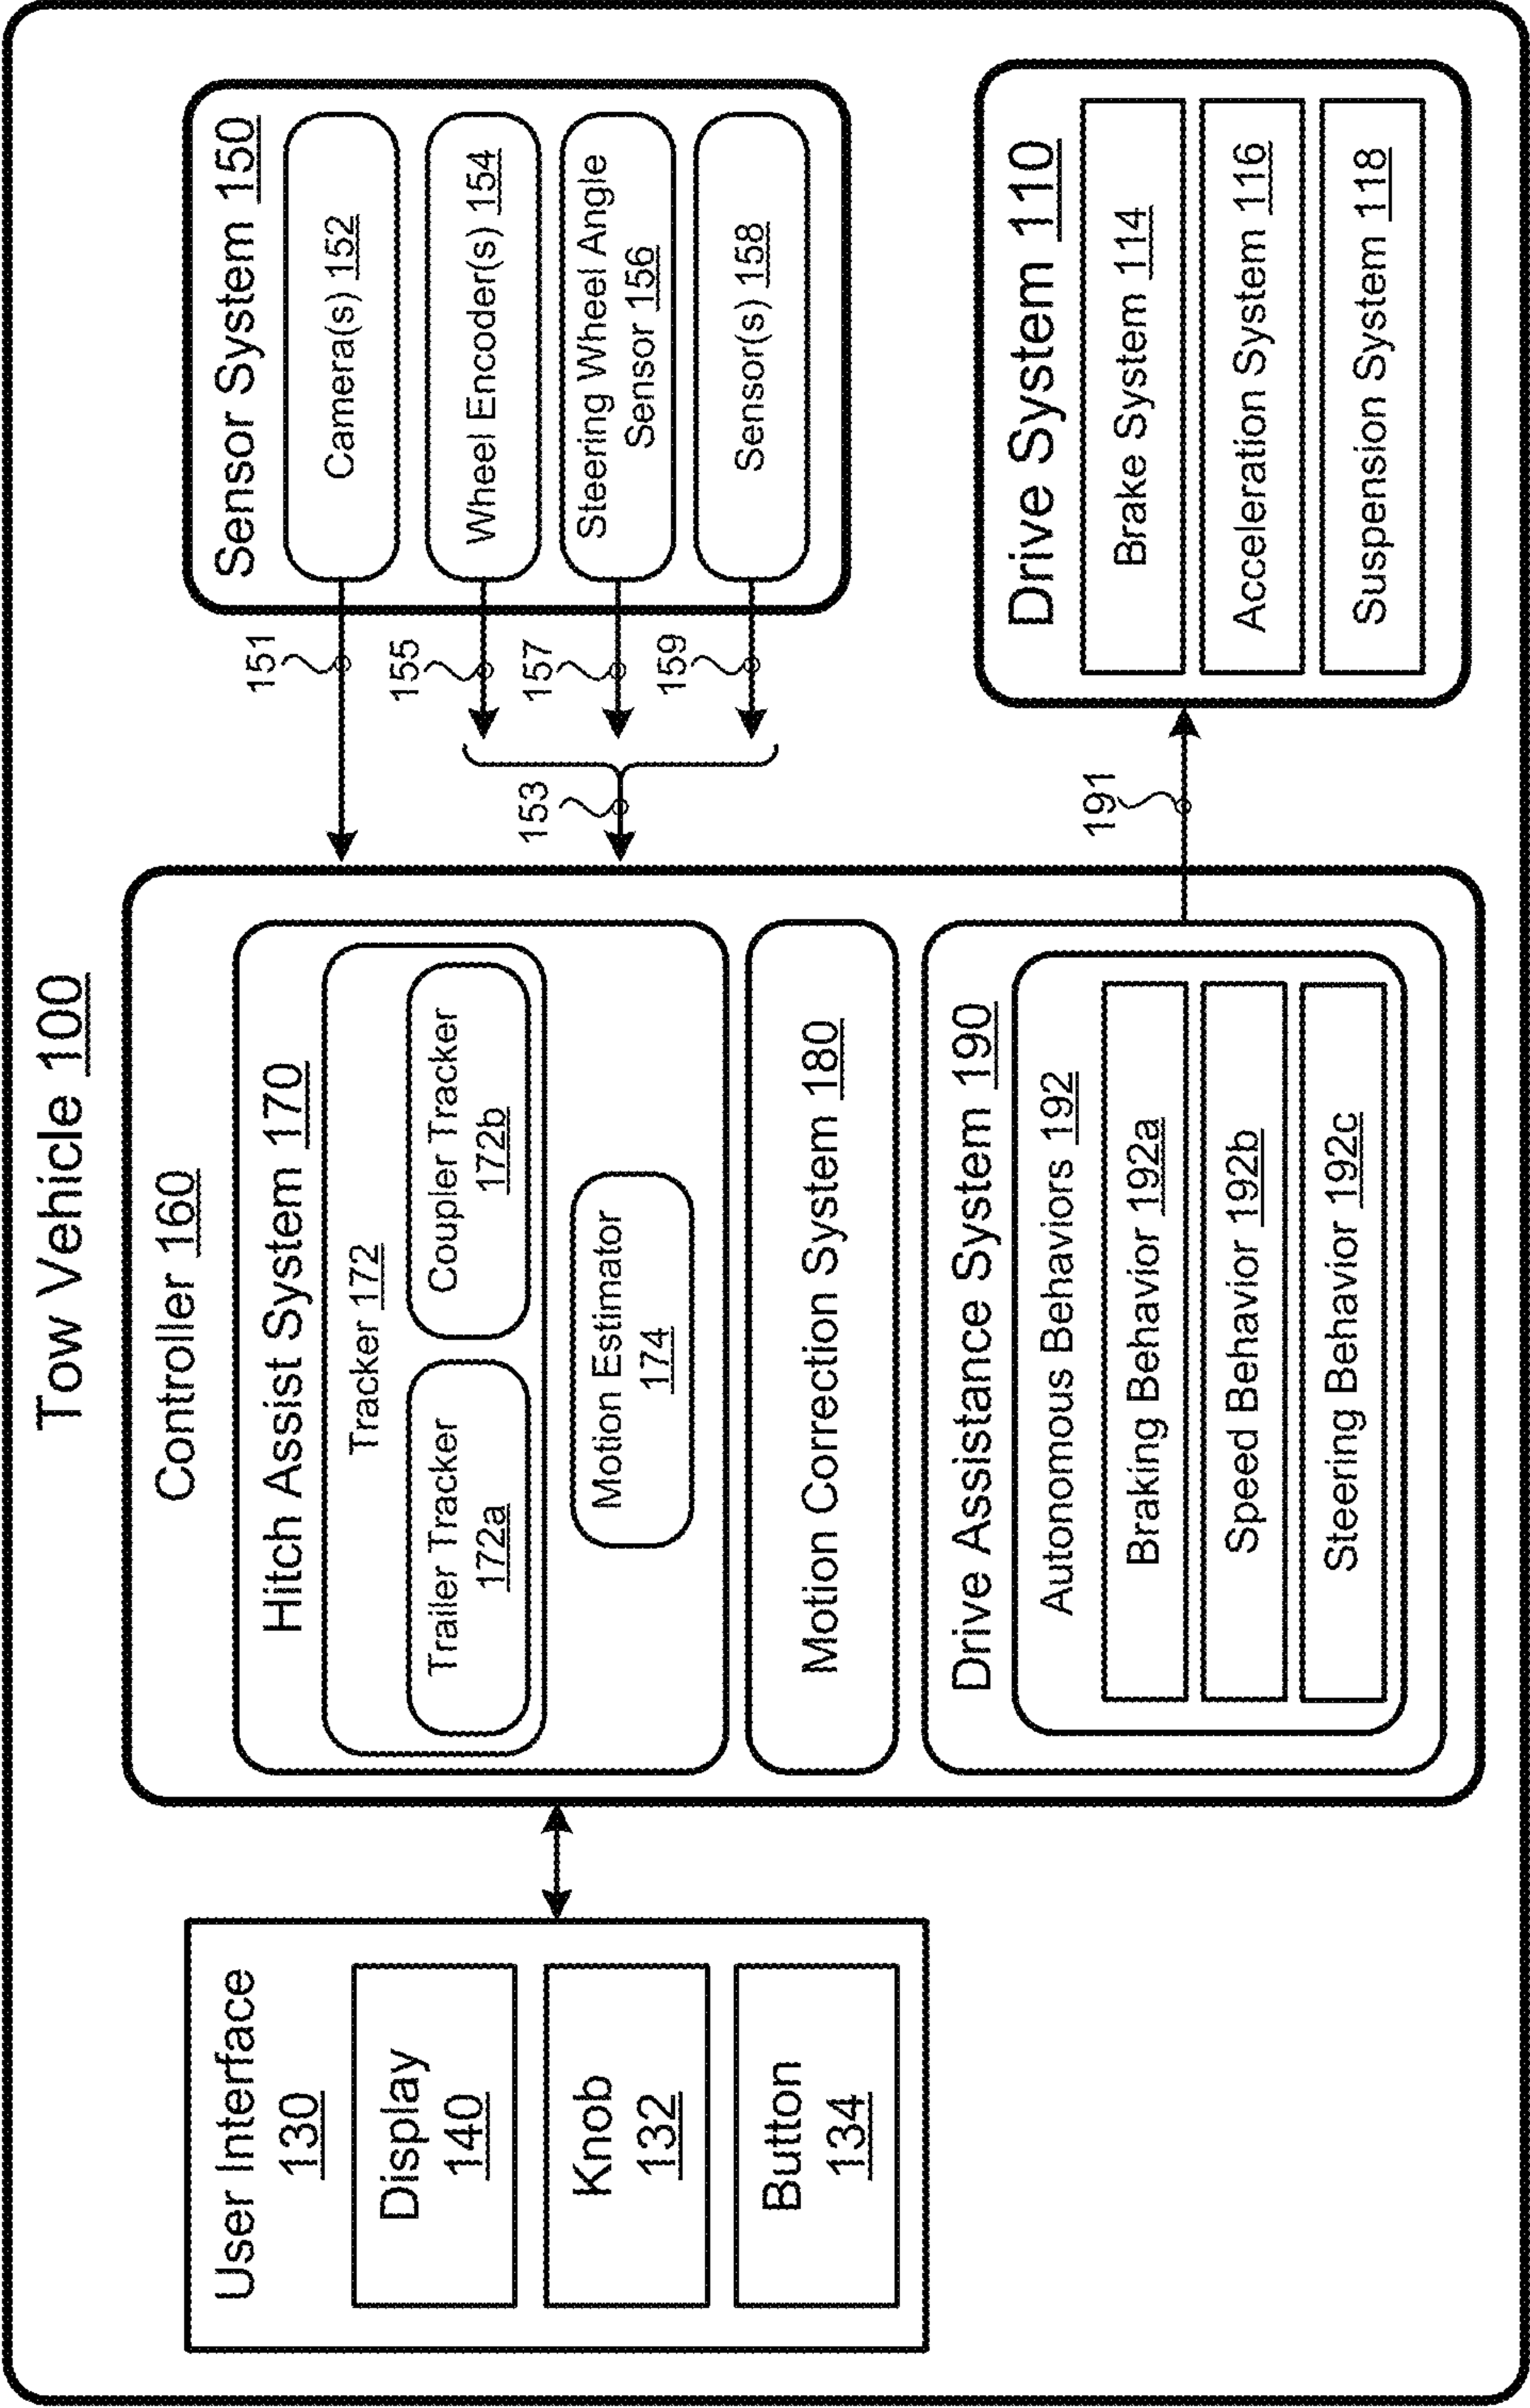 Tow Vehicle 100
User Interface
130
Display
140
Knob
132
Button
134
Controller 160
Hitch Assist System 170
Tracker 172
Trailer Tracker
172a
Coupler Tracker
172b
Motion Estimator
174
Motion Correction System 180
Drive Assistance System 190
Autonomous Behaviors 192
Braking Behavior 192a
Speed Behavior 192b
Steering Behavior 192c
151
155
157
159
153
191
Sensor System 150
Camera(s) 152
Wheel Encoder(s) 154
Steering Wheel Angle
Sensor 156
Sensor(s) 158
Drive System 110
Brake System 114
Acceleration System 116
Suspension System 118